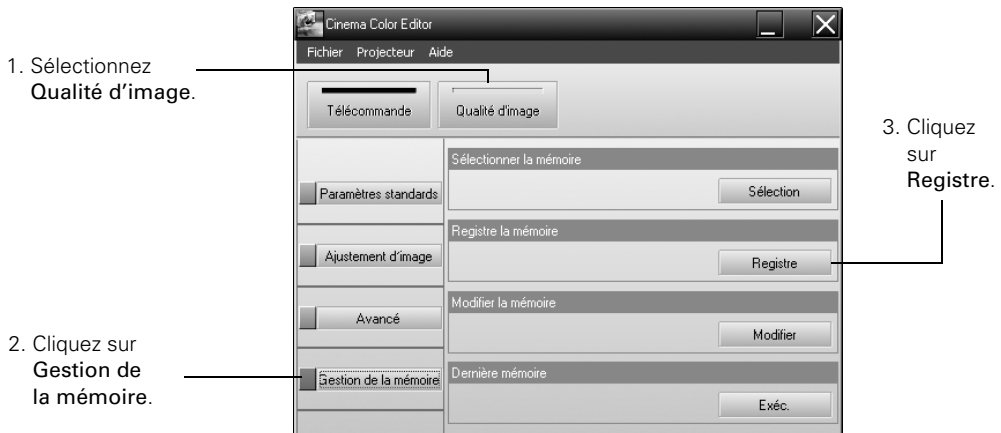 Cinema Color Editor
Fichier Projecteur Aide
1. Sélectionnez
Qualité d'image.
Télécommande
Qualité d'image
3. Cliquez
sur
Registre.
Sélectionner la mémoire
Paramètres standards
Sélection
Registre la mémoire
Ajustement d'image
Registre
Modifier la mémoire
Avancé
Modifier
2. Cliquez sur
Gestion de
la mémoire.
Gestion de la mémoire
Dernière mémoire
Exéc.